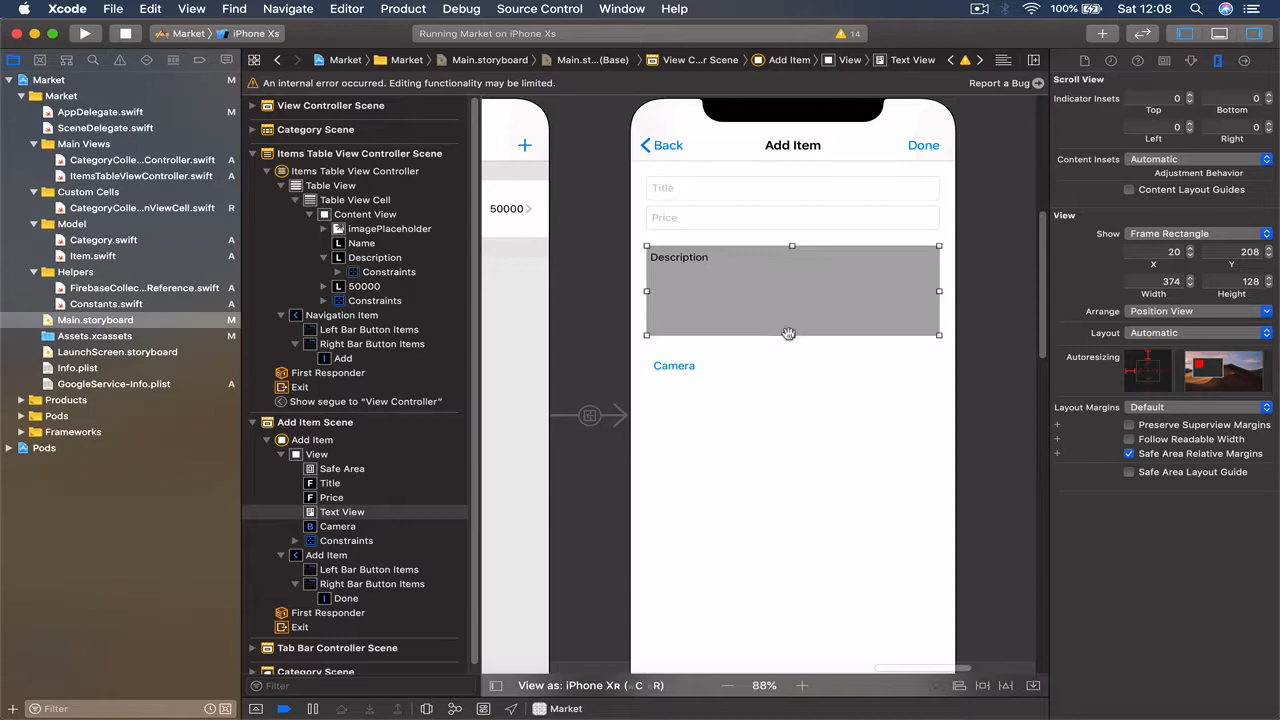 Xcode File Edit View Find Navigate Editor Product Debug Source Control Window Help 100% Sat 12:08
Market iPhone Xs Running Market on iPhone Xs 14
Market Market Main.storyboard Main.st...(Base) View C...r Scene Add Item View Text View
An internal error occurred. Editing functionality may be limited. Report a Bug
Market M
Market
AppDelegate.swift M
SceneDelegate.swift
Main Views
CategoryColle...Controller.swift A
ItemsTableViewController.swift A
Custom Cells
CategoryColle...nViewCell.swift R
Model
Category.swift A
Item.swift A
Helpers
FirebaseCollec...Reference.swift A
Constants.swift A
Main.storyboard M
Assets.xcassets M
LaunchScreen.storyboard
Info.plist
GoogleService-Info.plist A
Products
Pods
Frameworks
Pods
Filter
View Controller Scene
Category Scene
Items Table View Controller Scene
Items Table View Controller
Table View
Table View Cell
Content View
imagePlaceholder
L Name
L Description
Constraints
L 50000
Constraints
Navigation Item
Left Bar Button Items
Right Bar Button Items
Add
First Responder
Exit
Show segue to “View Controller”
Add Item Scene
Add Item
View
Safe Area
F Title
F Price
Text View
B Camera
Constraints
Add Item
Left Bar Button Items
Right Bar Button Items
Done
First Responder
Exit
Tab Bar Controller Scene
Category Scene
Filter
50000
Back Add Item Done
Title
Price
Description
Camera
View as: iPhone XR (wC hR) 88%
Market
Scroll View
Indicator Insets 0 0
Top Bottom
0 0
Left Right
Content Insets Automatic
Adjustment Behavior
Content Layout Guides
View
Show Frame Rectangle
20 208
X Y
374 128
Width Height
Arrange Position View
Layout Automatic
Autoresizing
Layout Margins Default
Preserve Superview Margins
Follow Readable Width
Safe Area Relative Margins
Safe Area Layout Guide